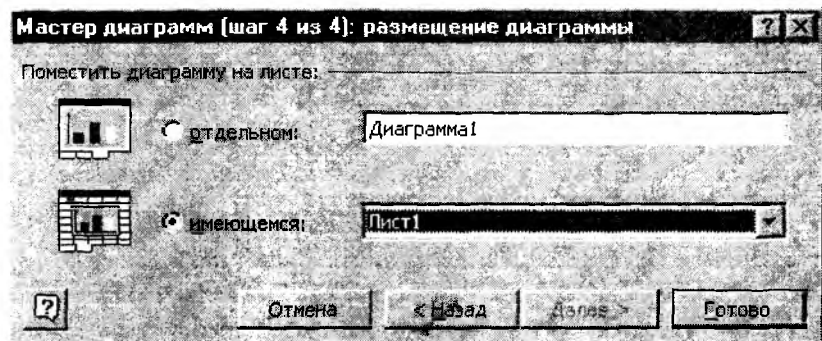 Мастер диаграмм (шаг 4 из 4): размещение диаграммы
Поместить диаграмму на листе:
отдельном: Диаграмма1
имеющемся: Лист1
Отмена < Назад Далее > Готово